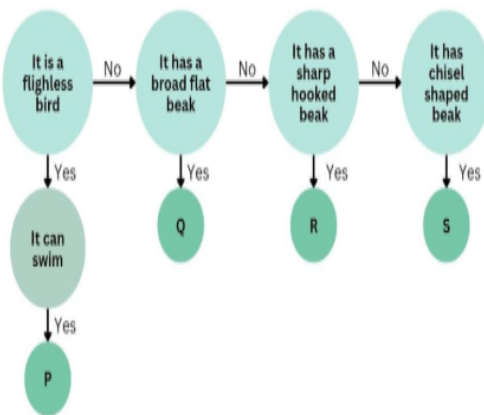 It is a
flighless
bird
No
It has a
broad flat
beak
No
It has a
sharp
hooked
beak
No
It has
chisel
shaped
beak
Yes
Yes
Yes
Yes
It can
swim
Q
R
S
Yes
P